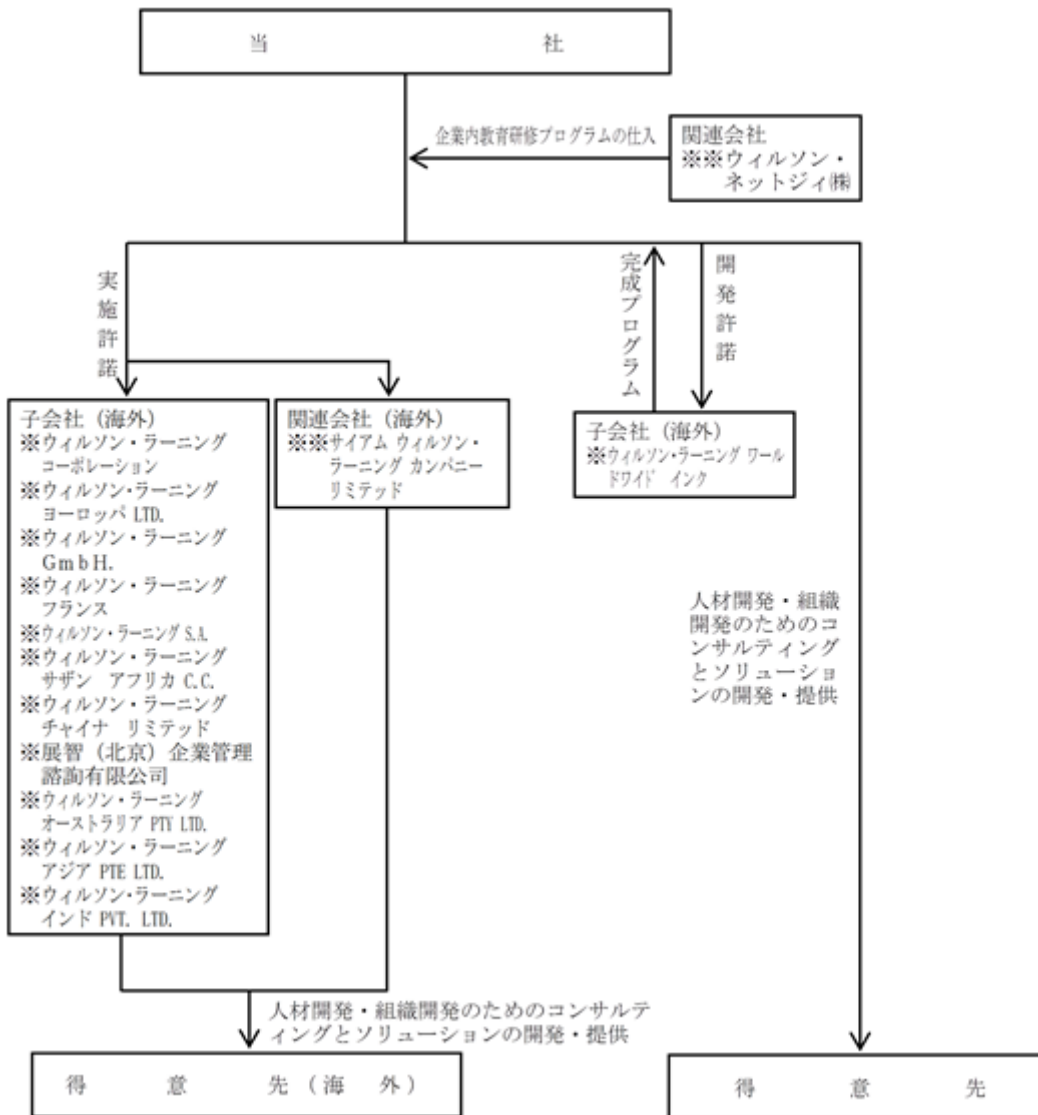 当 社
企業内教育研修プログラムの仕入
関連会社
※※ウィルソン・
ネットジィ㈱
実施許諾
完成プログラム
開発許諾
子会社（海外）
※ウィルソン・ラーニング
コーポレーション
※ウィルソン・ラーニング
ヨーロッパ LTD.
※ウィルソン・ラーニング
GmbH.
※ウィルソン・ラーニング
フランス
※ウィルソン・ラーニング S.A.
※ウィルソン・ラーニング
サザン アフリカ C.C.
※ウィルソン・ラーニング
チャイナ リミテッド
※展智（北京）企業管理
諮詢有限公司
※ウィルソン・ラーニング
オーストラリア PTY LTD.
※ウィルソン・ラーニング
アジア PTE LTD.
※ウィルソン・ラーニング
インド PVT. LTD.
関連会社（海外）
※※サイアム ウィルソン・
ラーニング カンパニー
リミテッド
子会社（海外）
※ウィルソン・ラーニング ワール
ドワイド インク
人材開発・組織
開発のためのコ
ンサルティング
とソリューショ
ンの開発・提供
人材開発・組織開発のためのコンサルテ
ィングとソリューションの開発・提供
得 意 先（海 外）
得 意 先